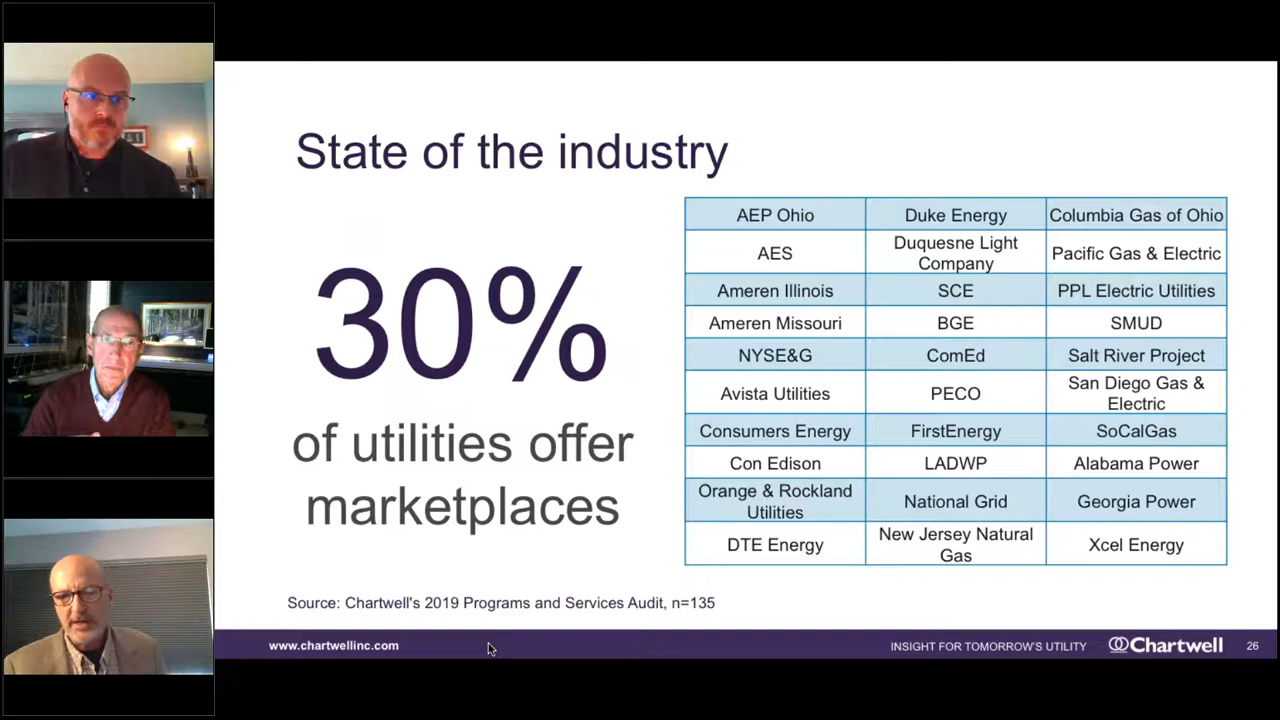 State of the industry
30%
of utilities offer
marketplaces
AEP Ohio
Duke Energy
Columbia Gas of Ohio
AES
Duquesne Light
Company
Pacific Gas & Electric
Ameren Illinois
SCE
PPL Electric Utilities
Ameren Missouri
BGE
SMUD
NYSE&G
ComEd
Salt River Project
Avista Utilities
PECO
San Diego Gas &
Electric
Consumers Energy
FirstEnergy
SoCalGas
Con Edison
LADWP
Alabama Power
Orange & Rockland
Utilities
National Grid
Georgia Power
DTE Energy
New Jersey Natural
Gas
Xcel Energy
Source: Chartwell's 2019 Programs and Services Audit, n=135
www.chartwellinc.com
INSIGHT FOR TOMORROW'S UTILITY
Chartwell
26